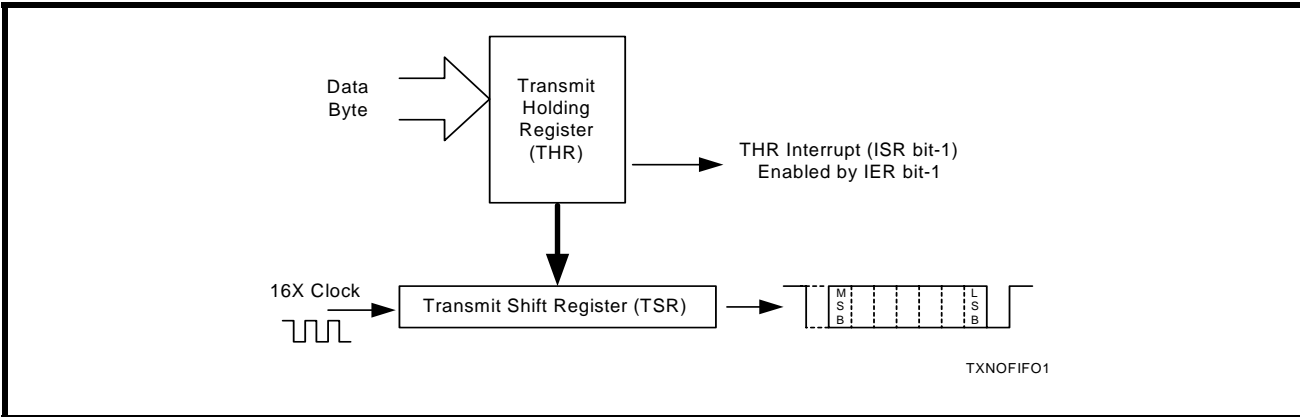 Data
Byte
Transmit
Holding
Register
(THR)
THR Interrupt (ISR bit-1)
Enabled by IER bit-1
16X Clock
Transmit Shift Register (TSR)
M
S
B
L
S
B
TXNOFIFO1